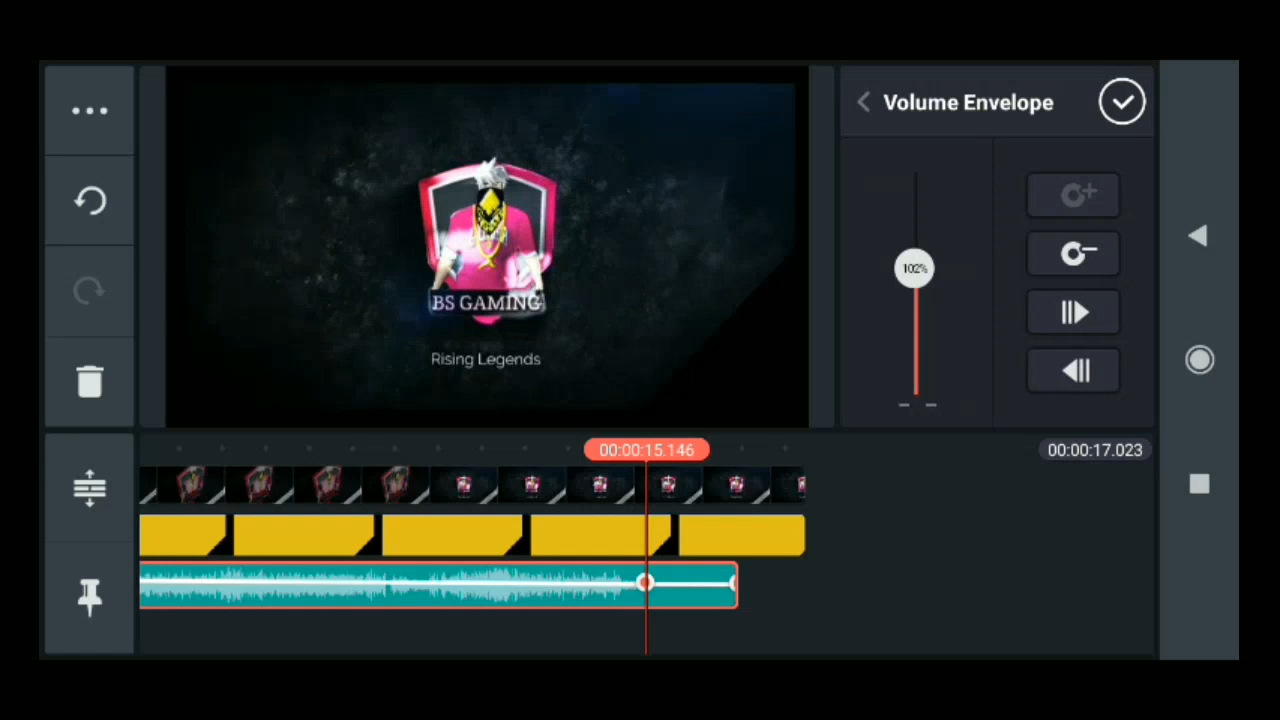 Volume Envelope
102%
BS GAMING
Rising Legends
00:00:15.146
00:00:17.023